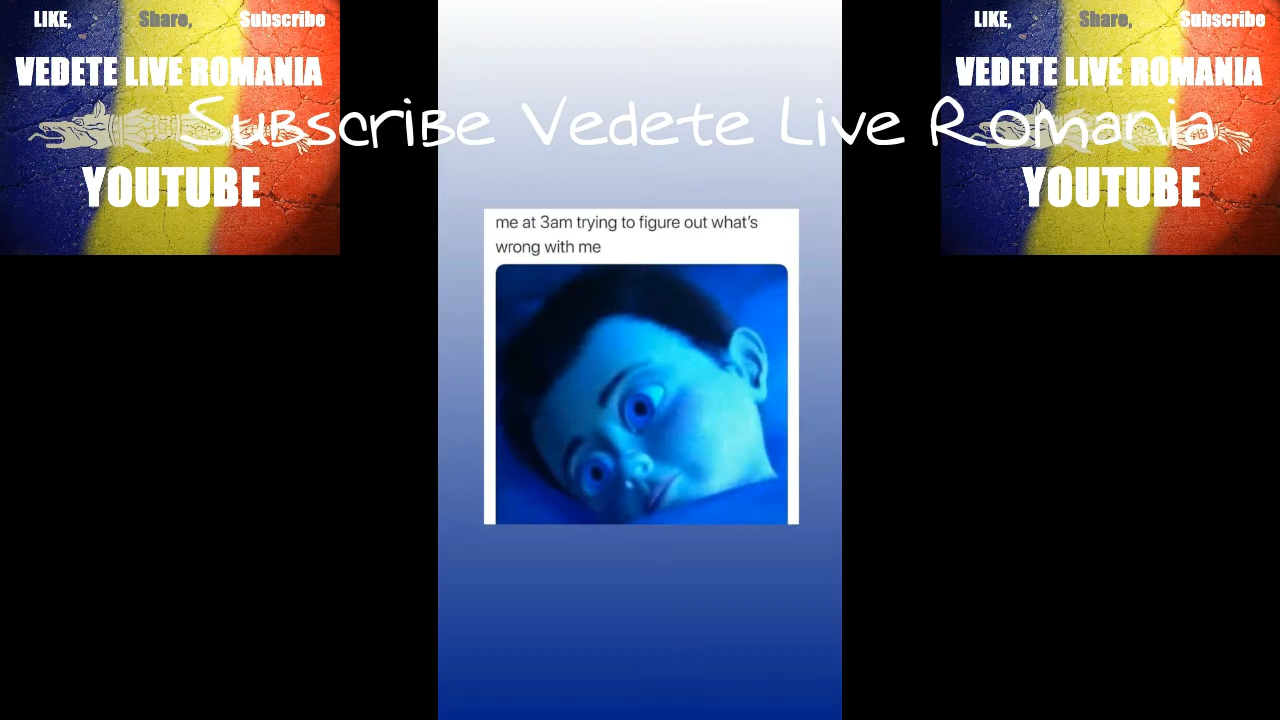 LIKE, Share, Subscribe
VEDETE LIVE ROMANIA
YOUTUBE
Subscribe Vedete Live Romania
me at 3am trying to figure out what's
wrong with me
LIKE, Share, Subscribe
VEDETE LIVE ROMANIA
YOUTUBE